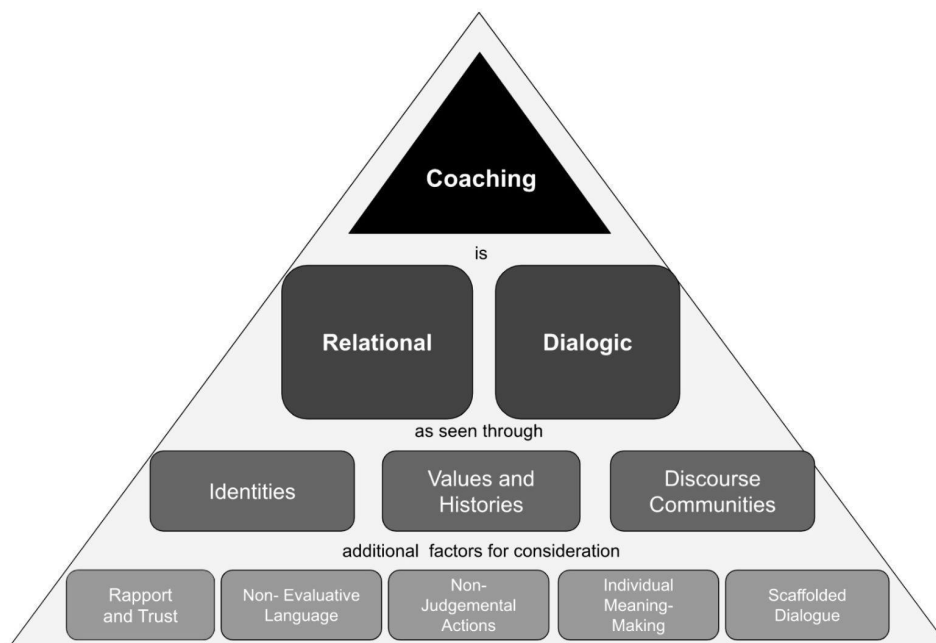 Coaching
is
Relational
Dialogic
as seen through
Identities
Values and
Histories
Discourse
Communities
additional factors for consideration
Rapport
and Trust
Non- Evaluative
Language
Non-
Judgemental
Actions
Individual
Meaning-
Making
Scaffolded
Dialogue